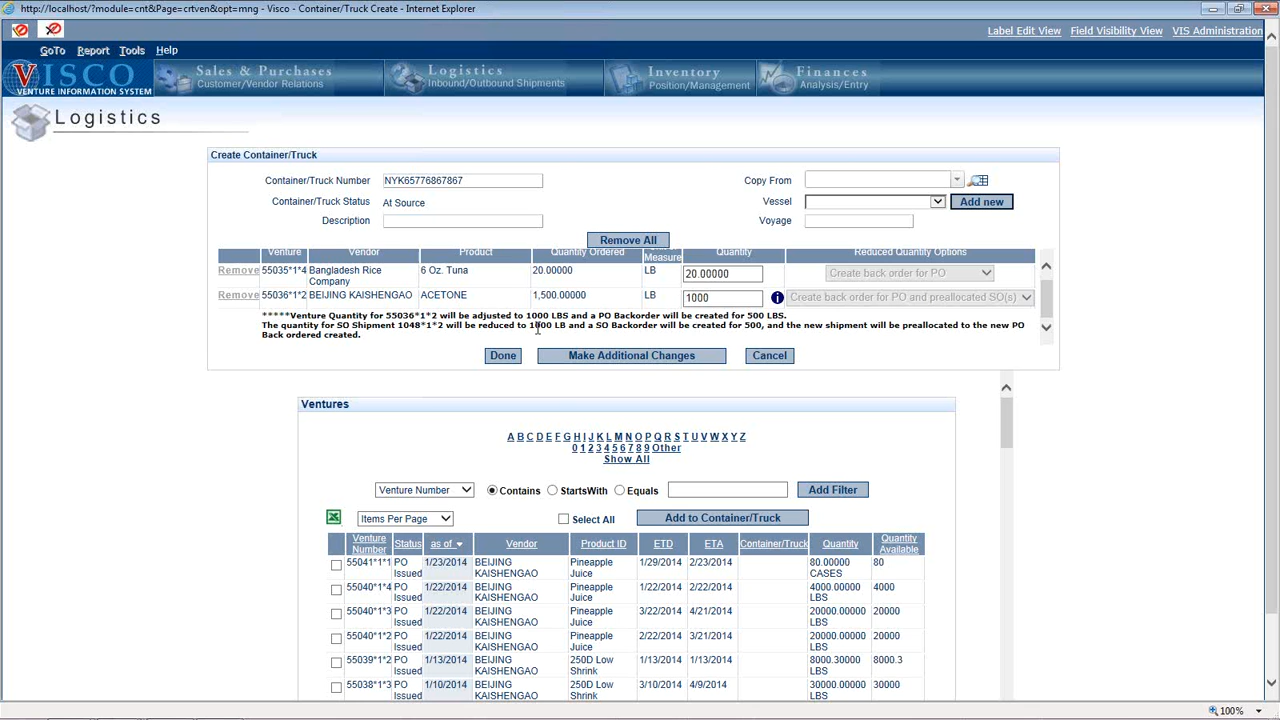 http://localhost/?module=cnt&Page=crtven&opt=mng - Visco - Container/Truck Create - Internet Explorer
Label Edit View Field Visibility View VIS Administration
GoTo Report Tools Help
VISCO
VENTURE INFORMATION SYSTEM
Sales & Purchases
Customer/Vendor Relations
Logistics
Inbound/Outbound Shipments
Inventory
Position/Management
Finances
Analysis/Entry
Logistics
Create Container/Truck
Container/Truck Number NYK65776867867 Copy From
Container/Truck Status At Source Vessel Add new
Description Voyage
Remove All
Venture Vendor Product Quantity Ordered Measure Quantity Reduced Quantity Options
Remove 55035*1*4 Bangladesh Rice Company 6 Oz. Tuna 20.00000 LB 20.00000 Create back order for PO
Remove 55036*1*2 BEIJING KAISHENGAO ACETONE 1,500.00000 LB 1000 Create back order for PO and preallocated SO(s)
*****Venture Quantity for 55036*1*2 will be adjusted to 1000 LBS and a PO Backorder will be created for 500 LBS.
The quantity for SO Shipment 1048*1*2 will be reduced to 1000 LB and a SO Backorder will be created for 500, and the new shipment will be preallocated to the new PO
Back ordered created.
Done Make Additional Changes Cancel
Ventures
A B C D E F G H I J K L M N O P Q R S T U V W X Y Z
0 1 2 3 4 5 6 7 8 9 Other
Show All
Venture Number Contains StartsWith Equals Add Filter
Items Per Page Select All Add to Container/Truck
Venture Number Status as of Vendor Product ID ETD ETA Container/Truck Quantity Quantity Available
55041*1*1 PO Issued 1/23/2014 BEIJING KAISHENGAO Pineapple Juice 1/29/2014 2/23/2014 80.00000 CASES 80
55040*1*4 PO Issued 1/22/2014 BEIJING KAISHENGAO Pineapple Juice 1/22/2014 2/22/2014 4000.00000 LBS 4000
55040*1*3 PO Issued 1/22/2014 BEIJING KAISHENGAO Pineapple Juice 3/22/2014 4/21/2014 20000.00000 LBS 20000
55040*1*2 PO Issued 1/22/2014 BEIJING KAISHENGAO Pineapple Juice 2/22/2014 3/21/2014 20000.00000 LBS 20000
55039*1*2 PO Issued 1/13/2014 BEIJING KAISHENGAO 250D Low Shrink 1/13/2014 1/13/2014 8000.30000 LBS 8000.3
55038*1*3 PO Issued 1/10/2014 BEIJING KAISHENGAO 250D Low Shrink 3/10/2014 4/9/2014 30000.00000 LBS 30000
100%